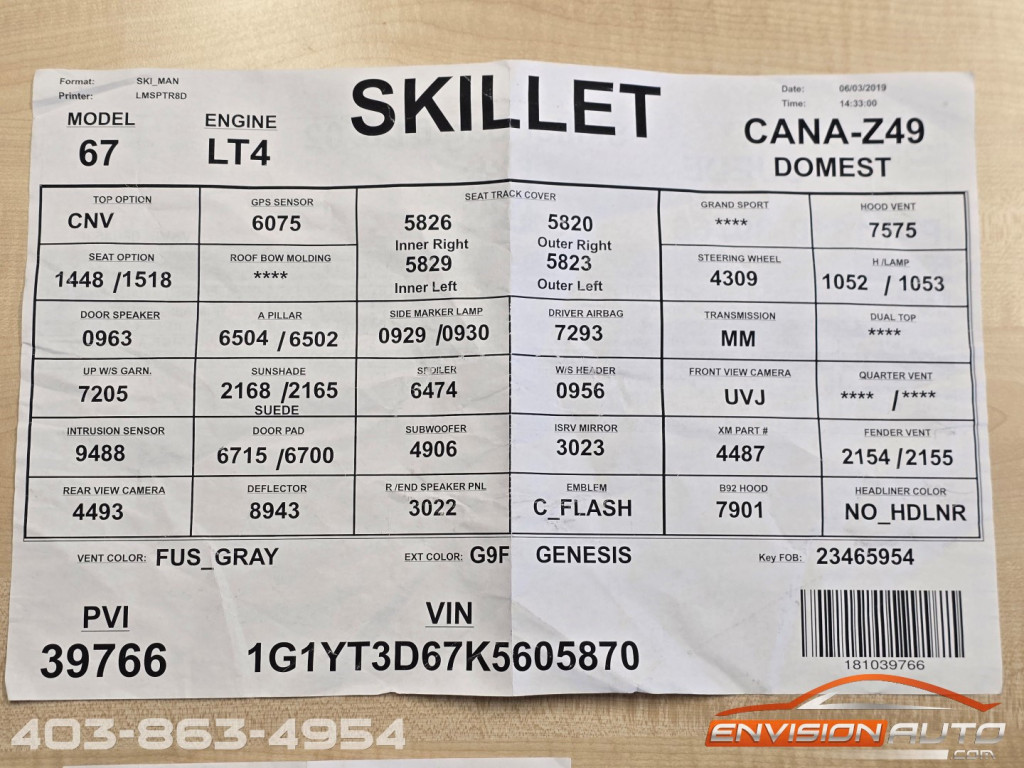 Format: SKI_MAN
Printer: LMSPTR8D
SKILLET
Date: 06/03/2019
Time: 14:33:00
MODEL ENGINE
67 LT4
CANA-Z49
DOMEST
TOP OPTION GPS SENSOR SEAT TRACK COVER GRAND SPORT HOOD VENT
CNV 6075 5826 5820 **** 7575
Inner Right Outer Right
SEAT OPTION ROOF BOW MOLDING 5829 5823 STEERING WHEEL H /LAMP
1448 /1518 **** Inner Left Outer Left 4309 1052 / 1053
DOOR SPEAKER A PILLAR SIDE MARKER LAMP DRIVER AIRBAG TRANSMISSION DUAL TOP
0963 6504 /6502 0929 /0930 7293 MM ****
UP W/S GARN. SUNSHADE SPOILER W/S HEADER FRONT VIEW CAMERA QUARTER VENT
7205 2168 /2165 6474 0956 UVJ **** /****
SUEDE
INTRUSION SENSOR DOOR PAD SUBWOOFER ISRV MIRROR XM PART # FENDER VENT
9488 6715 /6700 4906 3023 4487 2154 /2155
REAR VIEW CAMERA DEFLECTOR R /END SPEAKER PNL EMBLEM B92 HOOD HEADLINER COLOR
4493 8943 3022 C_FLASH 7901 NO_HDLNR
VENT COLOR: FUS_GRAY EXT COLOR: G9F GENESIS Key FOB: 23465954
PVI VIN
39766 1G1YT3D67K5605870
181039766
403-863-4954
ENVISION AUTO
.COM